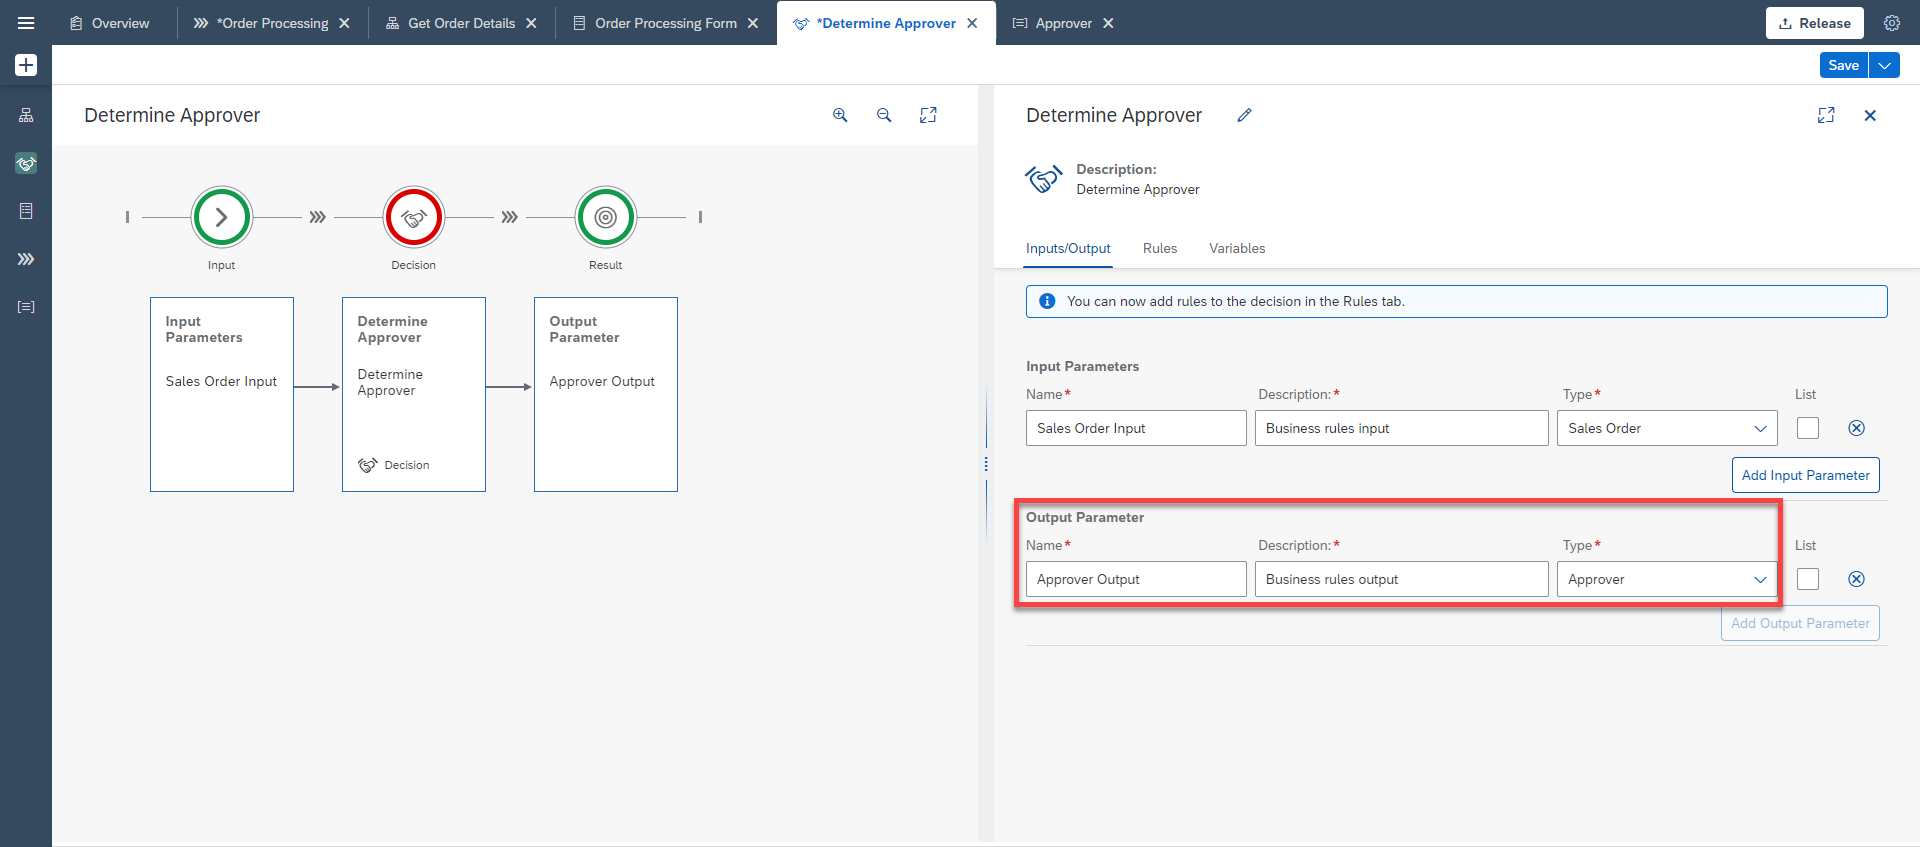 Overview
*Order Processing
Get Order Details
Order Processing Form
*Determine Approver
Approver
Release
Save
Determine Approver
Input
Decision
Result
Input
Parameters
Sales Order Input
Determine
Approver
Determine
Approver
Decision
Output
Parameter
Approver Output
Determine Approver
Description:
Determine Approver
Inputs/Output Rules Variables
You can now add rules to the decision in the Rules tab.
Input Parameters
Name* Description:* Type* List
Sales Order Input Business rules input Sales Order
Add Input Parameter
Output Parameter
Name* Description:* Type* List
Approver Output Business rules output Approver
Add Output Parameter